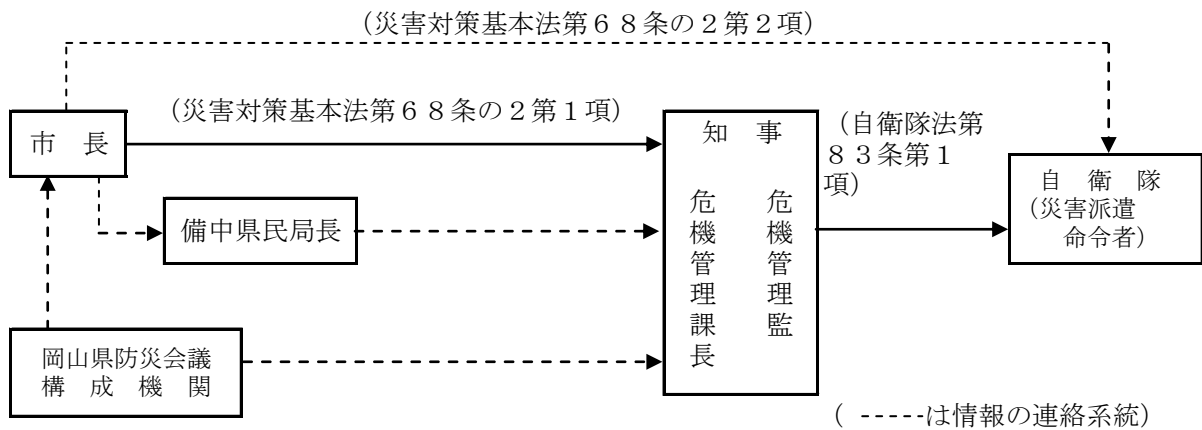 (災害対策基本法第６８条の２第２項)
(災害対策基本法第６８条の２第１項)
市　長
備中県民局長
岡山県防災会議
構　成　機　関
知　事
危機管理監
危機管理課長
(自衛隊法第
８３条第１
項)
自　衛　隊
(災害派遣
命令者)
( -----は情報の連絡系統)